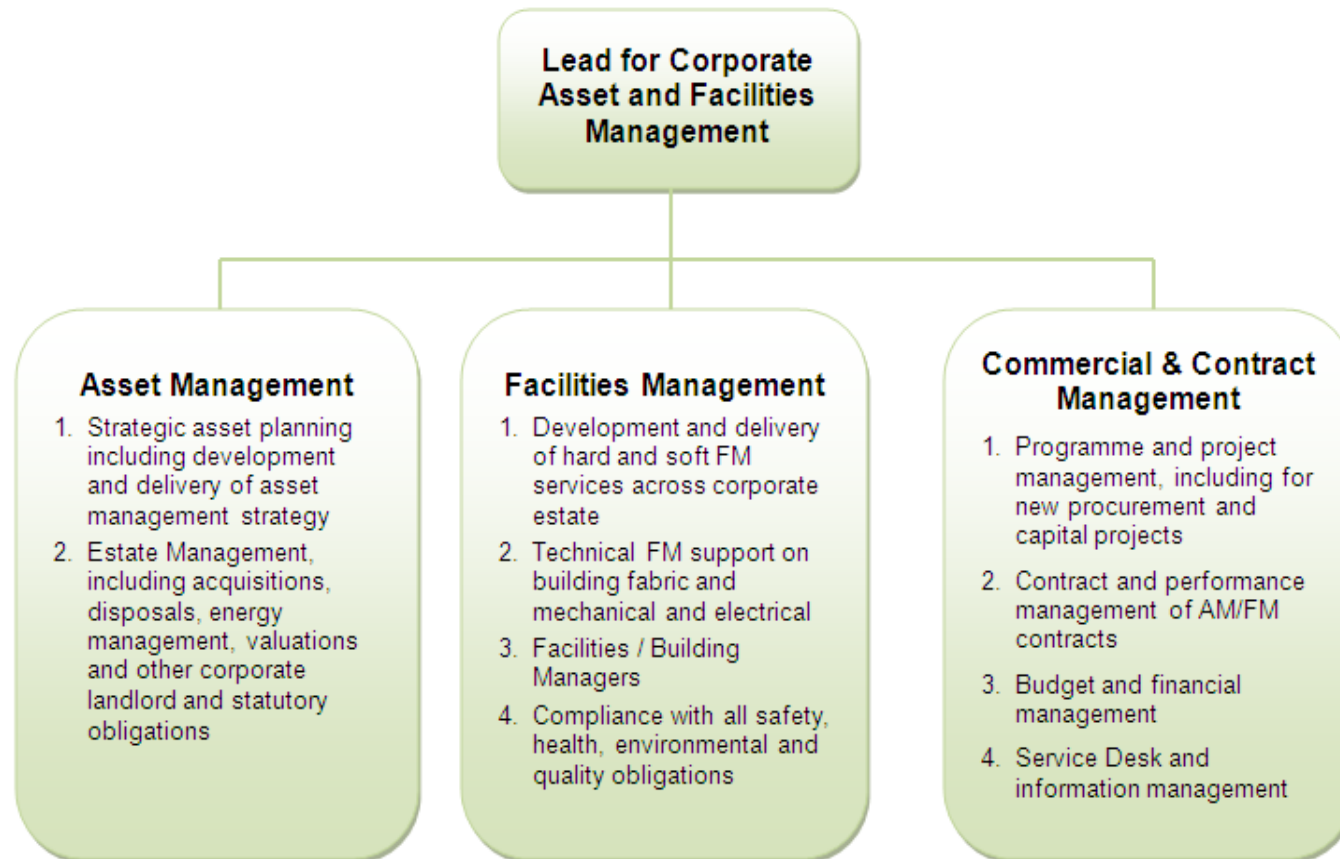 Lead for Corporate
Asset and Facilities
Management
Asset Management
1. Strategic asset planning
including development
and delivery of asset
management strategy
2. Estate Management,
including acquisitions,
disposals, energy
management, valuations
and other corporate
landlord and statutory
obligations
Facilities Management
1. Development and delivery
of hard and soft FM
services across corporate
estate
2. Technical FM support on
building fabric and
mechanical and electrical
3. Facilities / Building
Managers
4. Compliance with all safety,
health, environmental and
quality obligations
Commercial & Contract
Management
1. Programme and project
management, including for
new procurement and
capital projects
2. Contract and performance
management of AM/FM
contracts
3. Budget and financial
management
4. Service Desk and
information management